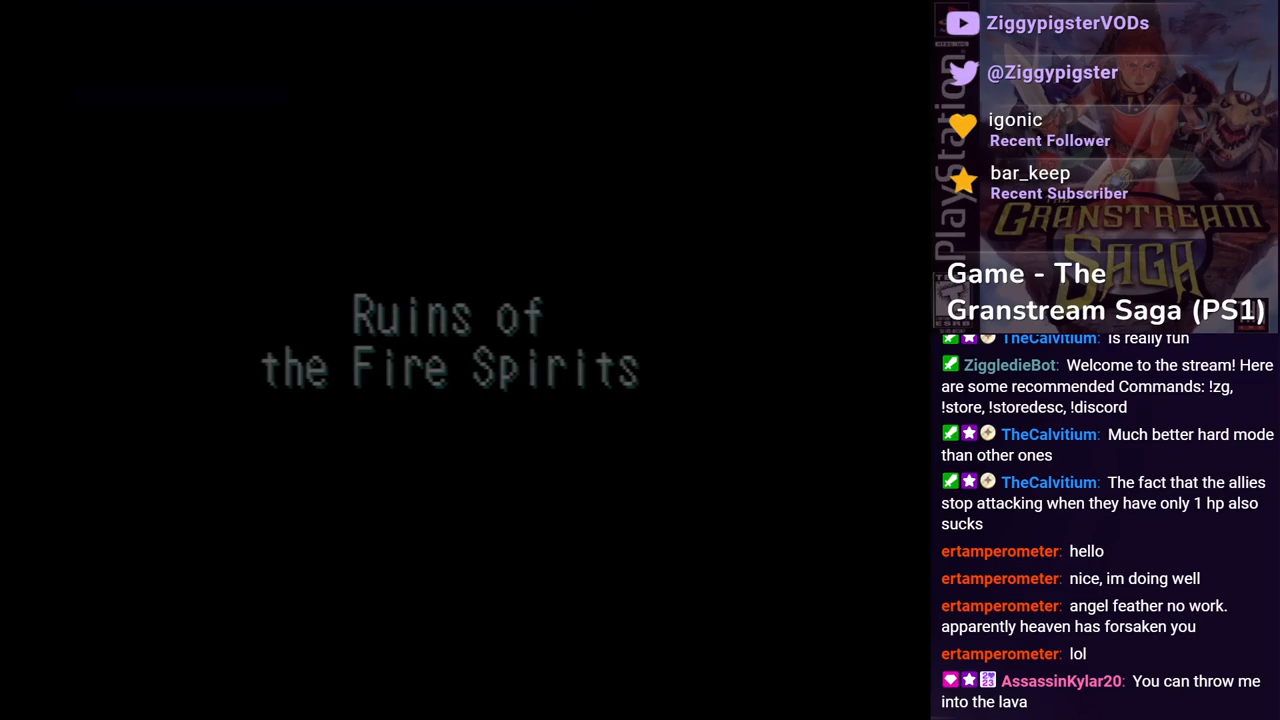 Ruins of
the Fire Spirits
ZiggypigsterVODs
@Ziggypigster
igonic
Recent Follower
bar_keep
Recent Subscriber
PlayStation
GRANSTREAM
SAGA
Game - The
Granstream Saga (PS1)
TheCalvitium: Is really fun
ZiggledieBot: Welcome to the stream! Here
are some recommended Commands: !zg,
!store, !storedesc, !discord
TheCalvitium: Much better hard mode
than other ones
TheCalvitium: The fact that the allies
stop attacking when they have only 1 hp also
sucks
ertamperometer: hello
ertamperometer: nice, im doing well
ertamperometer: angel feather no work.
apparently heaven has forsaken you
ertamperometer: lol
AssassinKylar20: You can throw me
into the lava